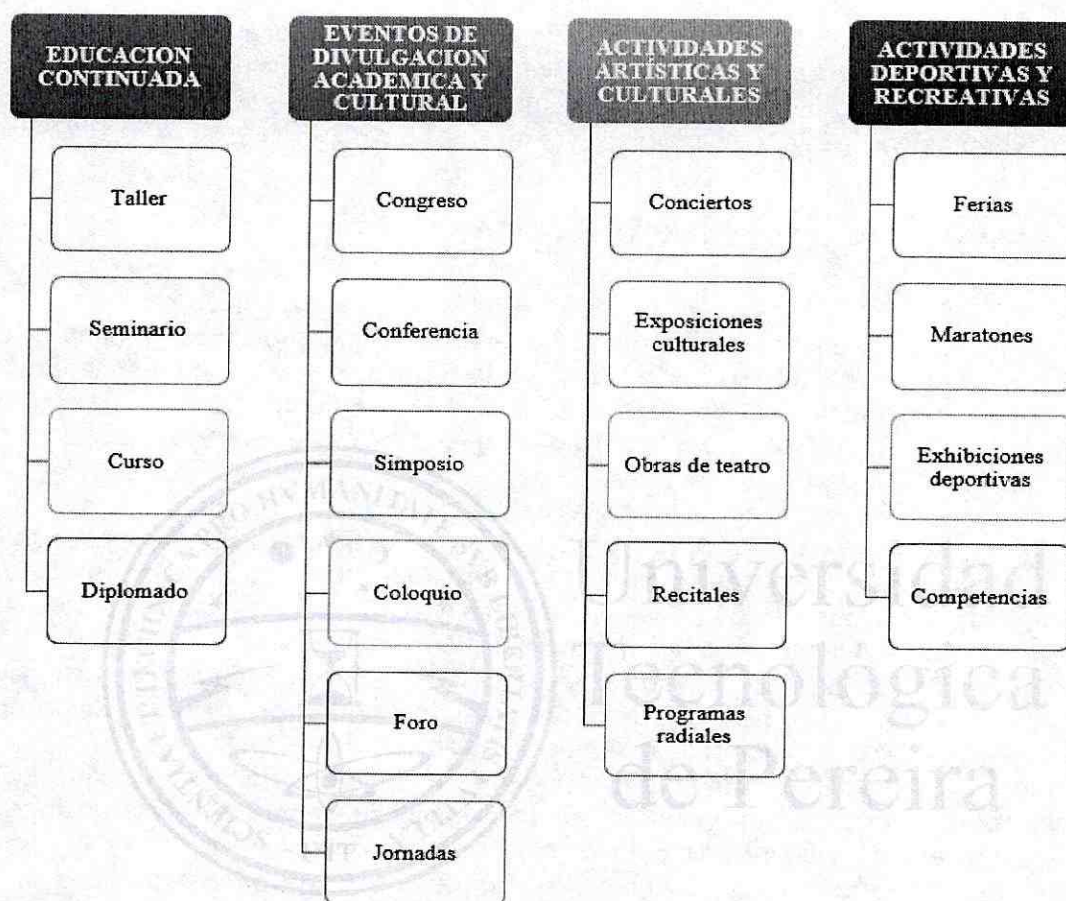 EDUCACION
CONTINUADA
Taller
Seminario
Curso
Diplomado
EVENTOS DE
DIVULGACION
ACADEMICA Y
CULTURAL
Congreso
Conferencia
Simposio
Coloquio
Foro
Jornadas
ACTIVIDADES
ARTÍSTICAS Y
CULTURALES
Conciertos
Exposiciones
culturales
Obras de teatro
Recitales
Programas
radiales
ACTIVIDADES
DEPORTIVAS Y
RECREATIVAS
Ferias
Maratones
Exhibiciones
deportivas
Competencias
Universidad
Tecnológica
de Pereira